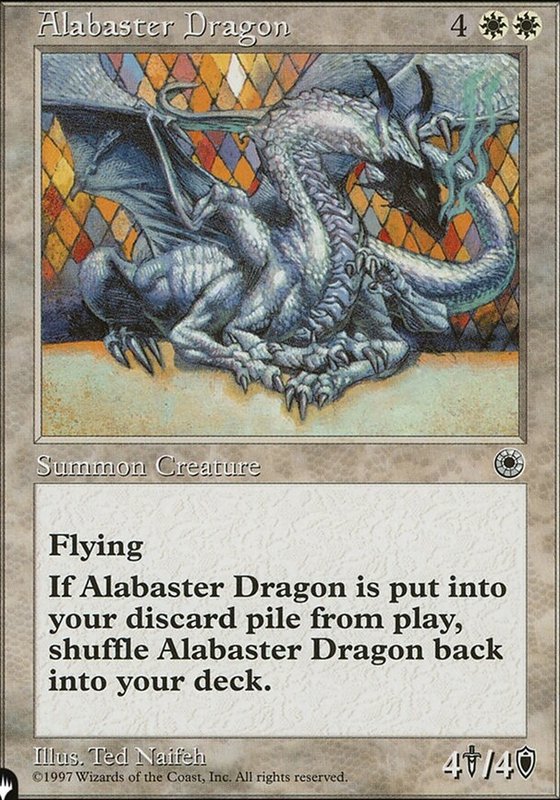 Alabaster Dragon 4
Summon Creature
Flying
If Alabaster Dragon is put into
your discard pile from play,
shuffle Alabaster Dragon back
into your deck.
Illus. Ted Naifeh
©1997 Wizards of the Coast, Inc. All rights reserved.
4/4